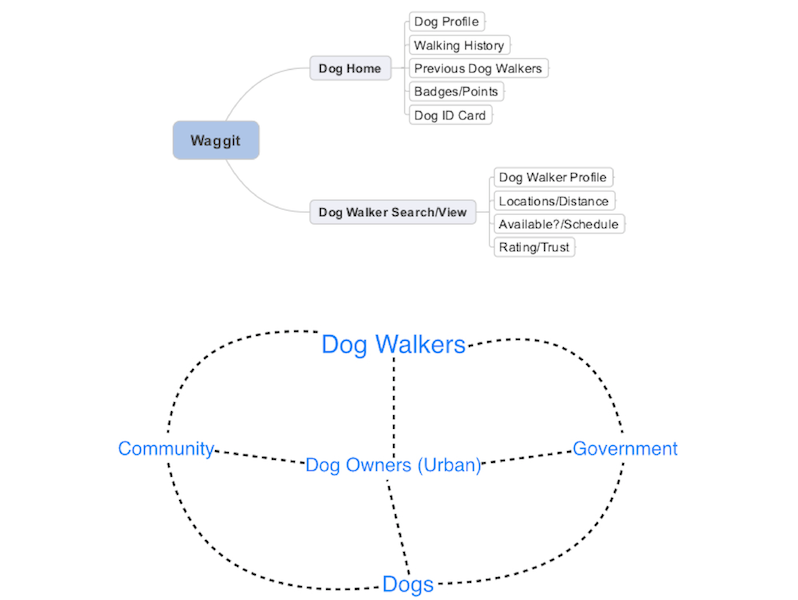 Waggit
Dog Home
Dog Profile
Walking History
Previous Dog Walkers
Badges/Points
Dog ID Card
Dog Walker Search/View
Dog Walker Profile
Locations/Distance
Available?/Schedule
Rating/Trust
Dog Walkers
Community
Dog Owners (Urban)
Government
Dogs